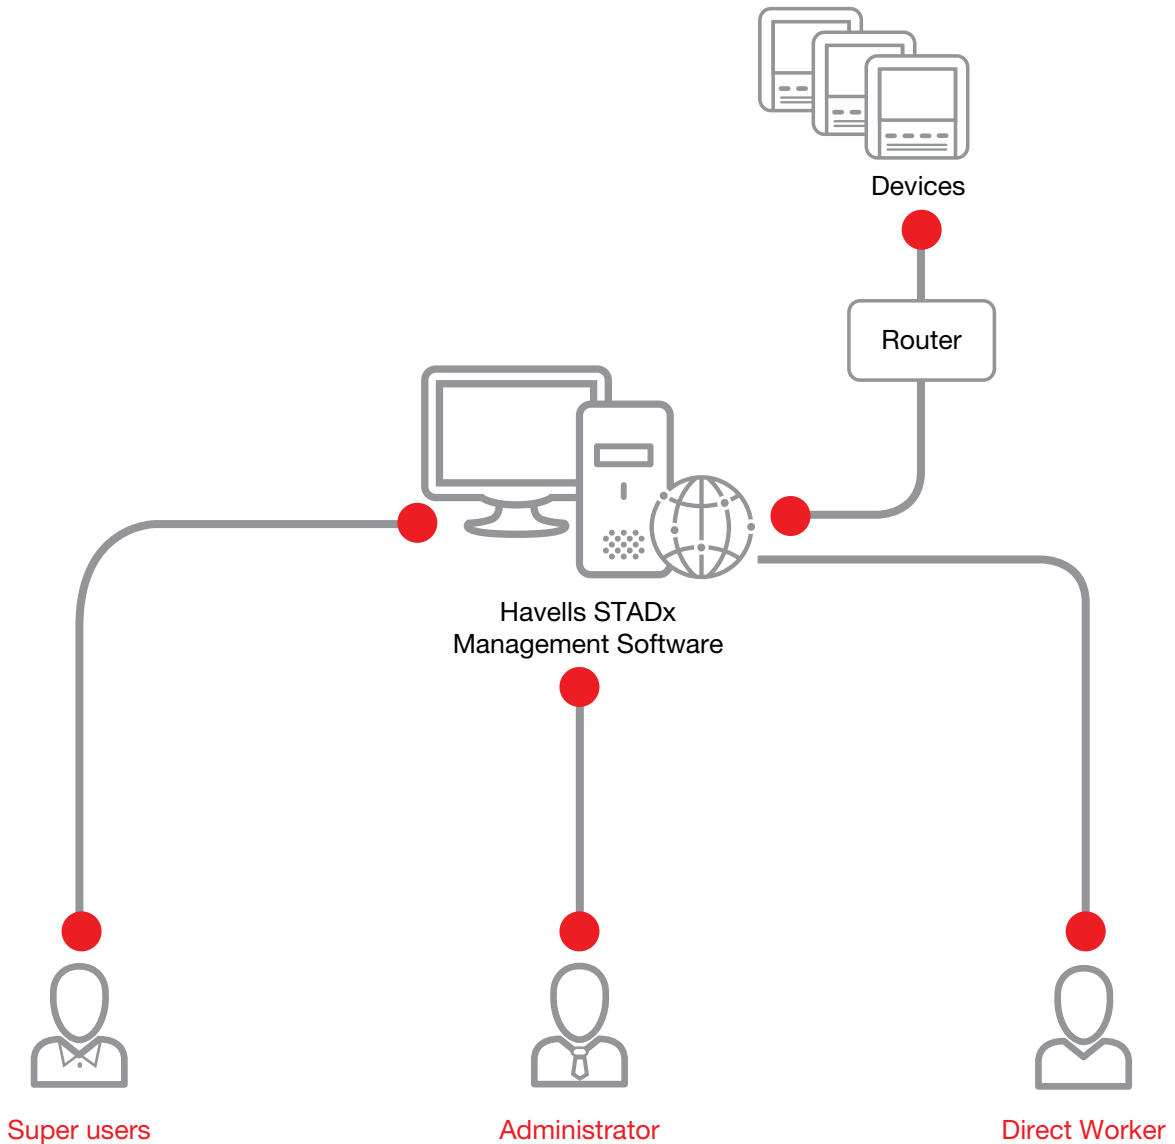 Devices
Router
Havells STADx
Management Software
Super users
Administrator
Direct Worker